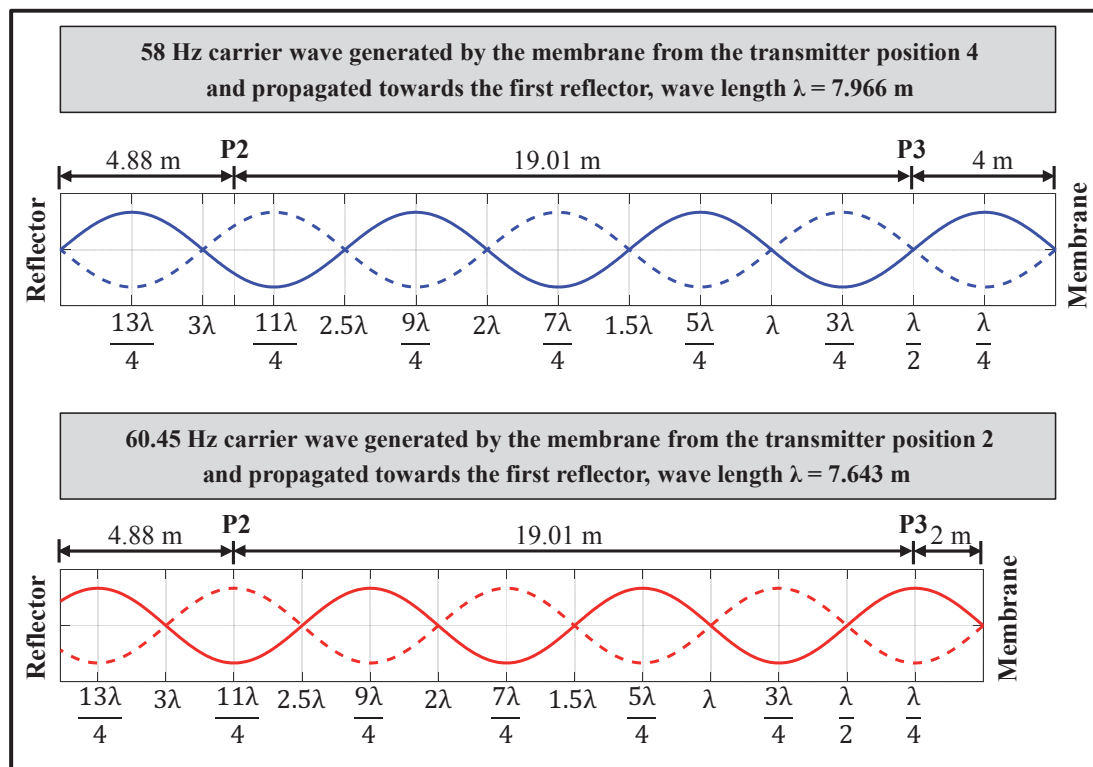 58 Hz carrier wave generated by the membrane from the transmitter position 4
and propagated towards the first reflector, wave length λ = 7.966 m
P2 P3
4.88 m 19.01 m 4 m
Reflector
Membrane
13λ/4 3λ 11λ/4 2.5λ 9λ/4 2λ 7λ/4 1.5λ 5λ/4 λ 3λ/4 λ/2 λ/4
60.45 Hz carrier wave generated by the membrane from the transmitter position 2
and propagated towards the first reflector, wave length λ = 7.643 m
P2 P3
4.88 m 19.01 m 2 m
Reflector
Membrane
13λ/4 3λ 11λ/4 2.5λ 9λ/4 2λ 7λ/4 1.5λ 5λ/4 λ 3λ/4 λ/2 λ/4